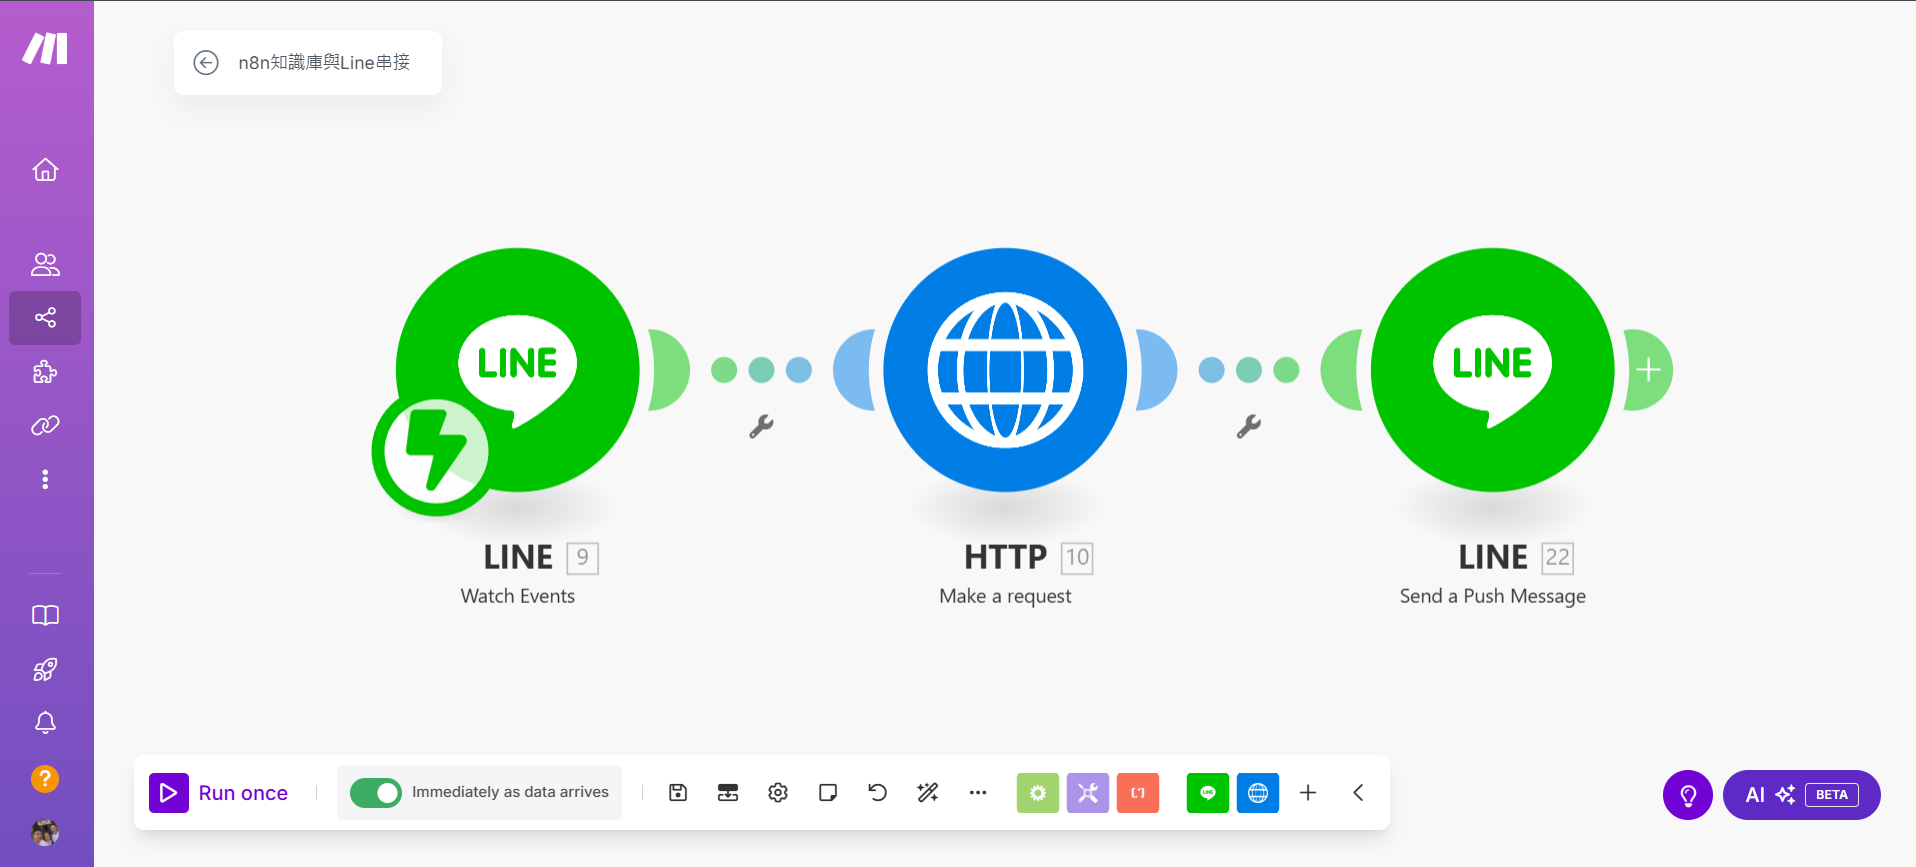 n8n知識庫與Line串接
LINE
LINE
LINE 9
Watch Events
HTTP 10
Make a request
LINE 22
Send a Push Message
?
Run once
Immediately as data arrives
LINE
AI BETA